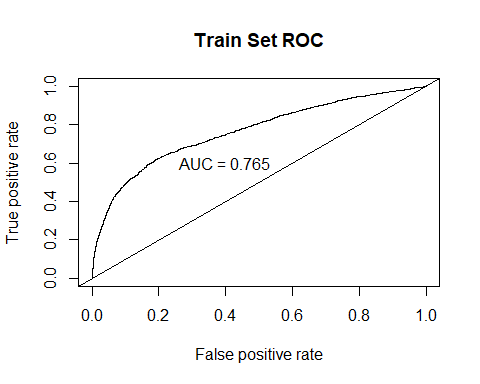 Train Set ROC
True positive rate
1.0
0.8
0.6
0.4
0.2
0.0
AUC = 0.765
0.0 0.2 0.4 0.6 0.8 1.0
False positive rate